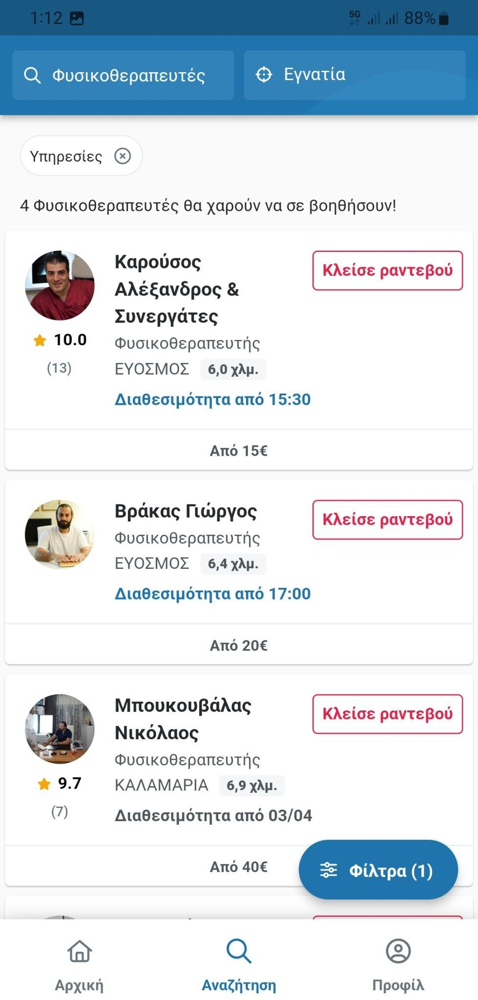 1:12
5G
88%
Φυσικοθεραπευτές
Εγνατία
Υπηρεσίες
4 Φυσικοθεραπευτές θα χαρούν να σε βοηθήσουν!
Καρούσος
Αλέξανδρος &
Συνεργάτες
Κλείσε ραντεβού
10.0
(13)
Φυσικοθεραπευτής
ΕΥΟΣΜΟΣ 6,0 χλμ.
Διαθεσιμότητα από 15:30
Από 15€
Βράκας Γιώργος
Κλείσε ραντεβού
Φυσικοθεραπευτής
ΕΥΟΣΜΟΣ 6,4 χλμ.
Διαθεσιμότητα από 17:00
Από 20€
Μπουκουβάλας
Νικόλαος
Κλείσε ραντεβού
9.7
(7)
Φυσικοθεραπευτής
ΚΑΛΑΜΑΡΙΑ 6,9 χλμ.
Διαθεσιμότητα από 03/04
Από 40€
Φίλτρα (1)
Αρχική
Αναζήτηση
Προφίλ